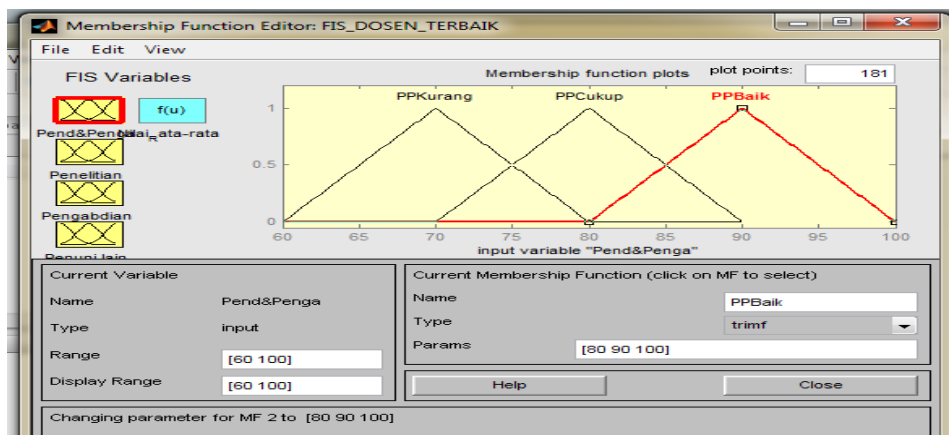 Membership Function Editor: FIS_DOSEN_TERBAIK
File Edit View
FIS Variables
Membership function plots
plot points: 181
f(u)
Pend&Penga
ata-rata
Penelitian
Pengabdian
PPKurang PPCukup PPBaik
1
0.5
0
60 65 70 75 80 85 90 95 100
input variable "Pend&Penga"
Current Variable
Name Pend&Penga
Type input
Range [60 100]
Display Range [60 100]
Current Membership Function (click on MF to select)
Name PPBaik
Type trimf
Params [80 90 100]
Help Close
Changing parameter for MF 2 to [80 90 100]